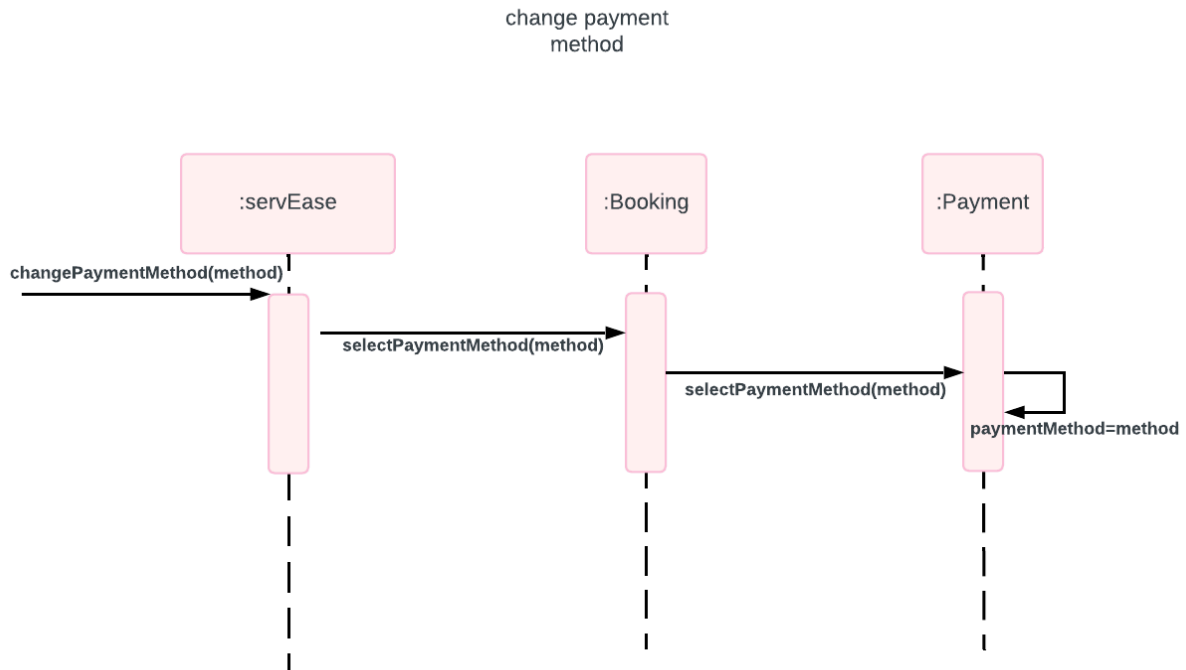 change payment
method
:servEase
:Booking
:Payment
changePaymentMethod(method)
selectPaymentMethod(method)
selectPaymentMethod(method)
paymentMethod=method